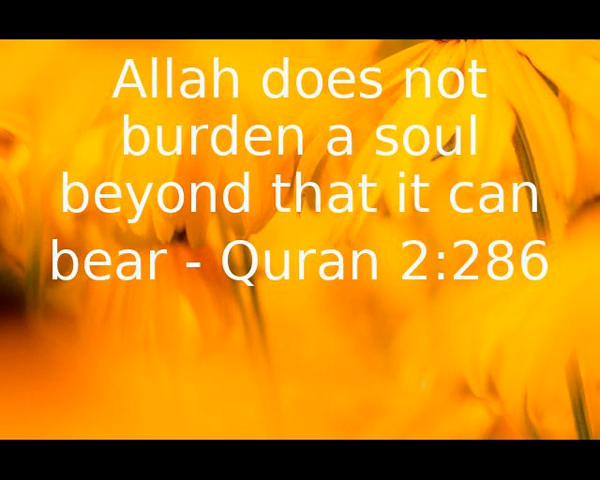 Allah does not
burden a soul
beyond that it can
bear - Quran 2:286